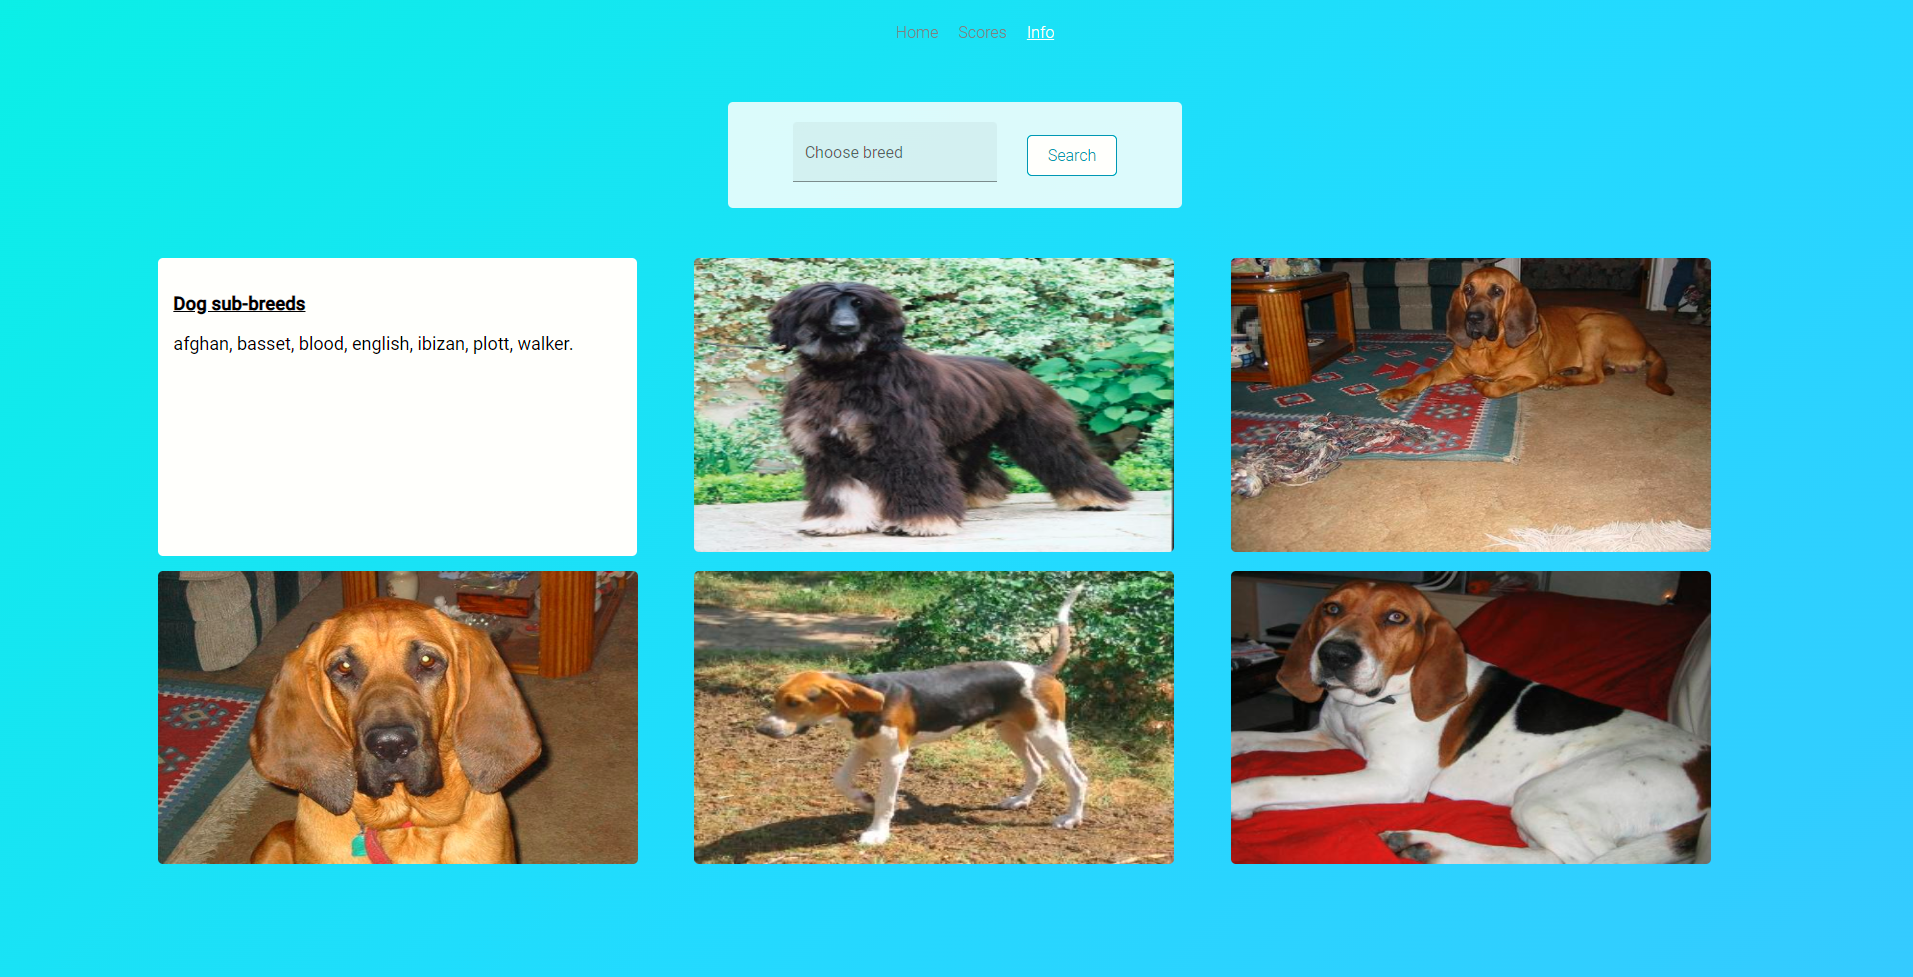 Home Scores Info
Choose breed
Search
Dog sub-breeds
afghan, basset, blood, english, ibizan, plott, walker.